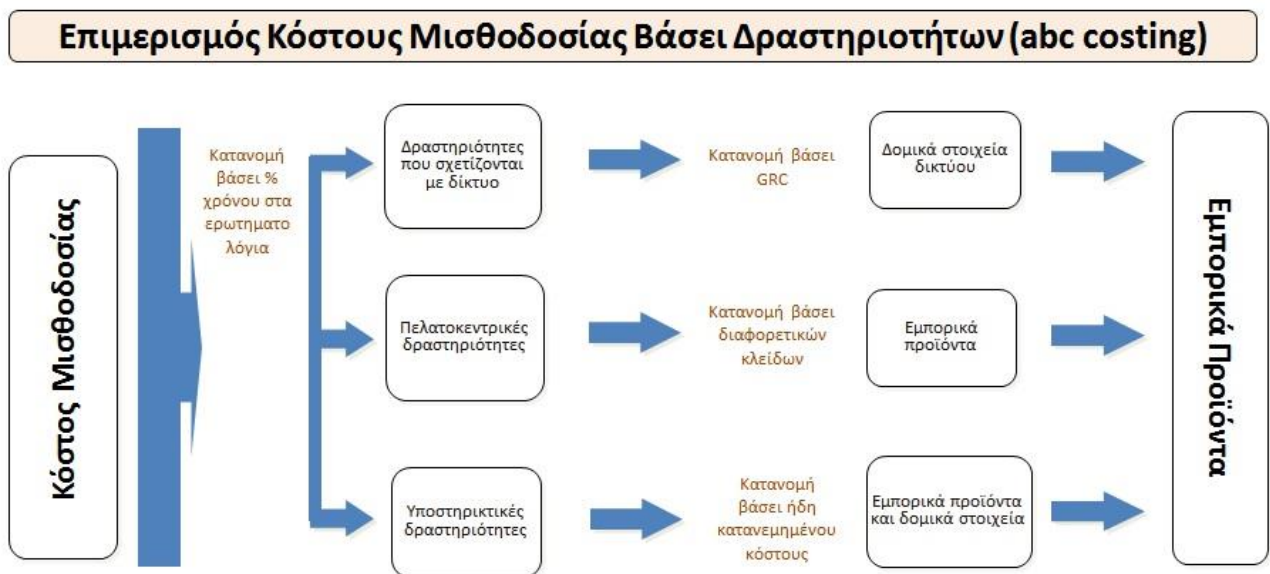 Επιμερισμός Κόστους Μισθοδοσίας Βάσει Δραστηριοτήτων (abc costing)
Κόστος Μισθοδοσίας
Κατανομή
βάσει %
χρόνου στα
ερωτηματο
λόγια
Δραστηριότητες
που σχετίζονται
με δίκτυο
Κατανομή βάσει
GRC
Δομικά στοιχεία
δικτύου
Πελατοκεντρικές
δραστηριότητες
Κατανομή βάσει
διαφορετικών
κλείδων
Εμπορικά
προϊόντα
Υποστηρικτικές
δραστηριότητες
Κατανομή
βάσει ήδη
κατανεμημένου
κόστους
Εμπορικά προϊόντα
και δομικά στοιχεία
Εμπορικά Προϊόντα